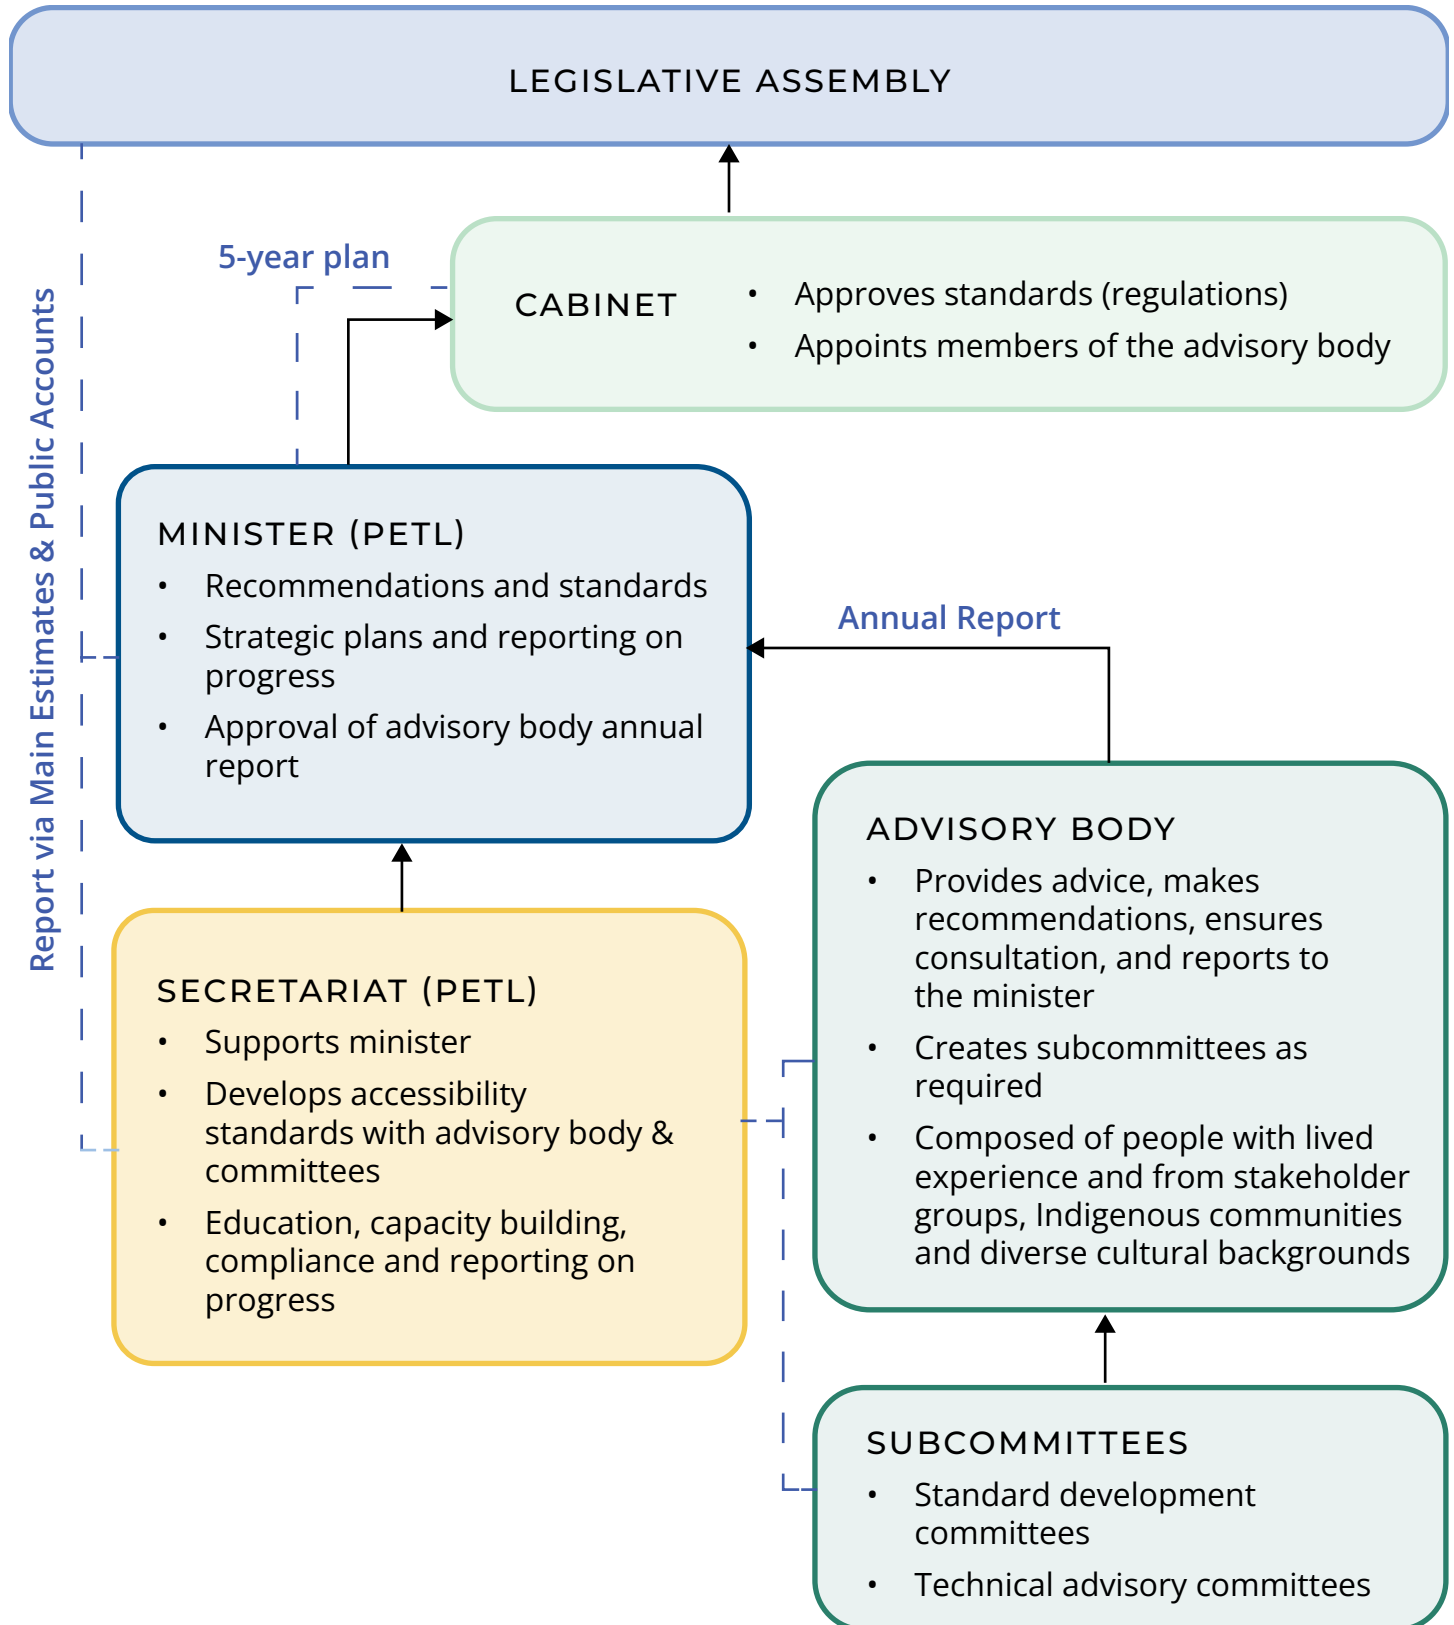 LEGISLATIVE ASSEMBLY
5-year plan
CABINET
• Approves standards (regulations)
• Appoints members of the advisory body
Report via Main Estimates & Public Accounts
MINISTER (PETL)
• Recommendations and standards
• Strategic plans and reporting on
progress
• Approval of advisory body annual
report
Annual Report
ADVISORY BODY
• Provides advice, makes
recommendations, ensures
consultation, and reports to
the minister
• Creates subcommittees as
required
• Composed of people with lived
experience and from stakeholder
groups, Indigenous communities
and diverse cultural backgrounds
SECRETARIAT (PETL)
• Supports minister
• Develops accessibility
standards with advisory body &
committees
• Education, capacity building,
compliance and reporting on
progress
SUBCOMMITTEES
• Standard development
committees
• Technical advisory committees